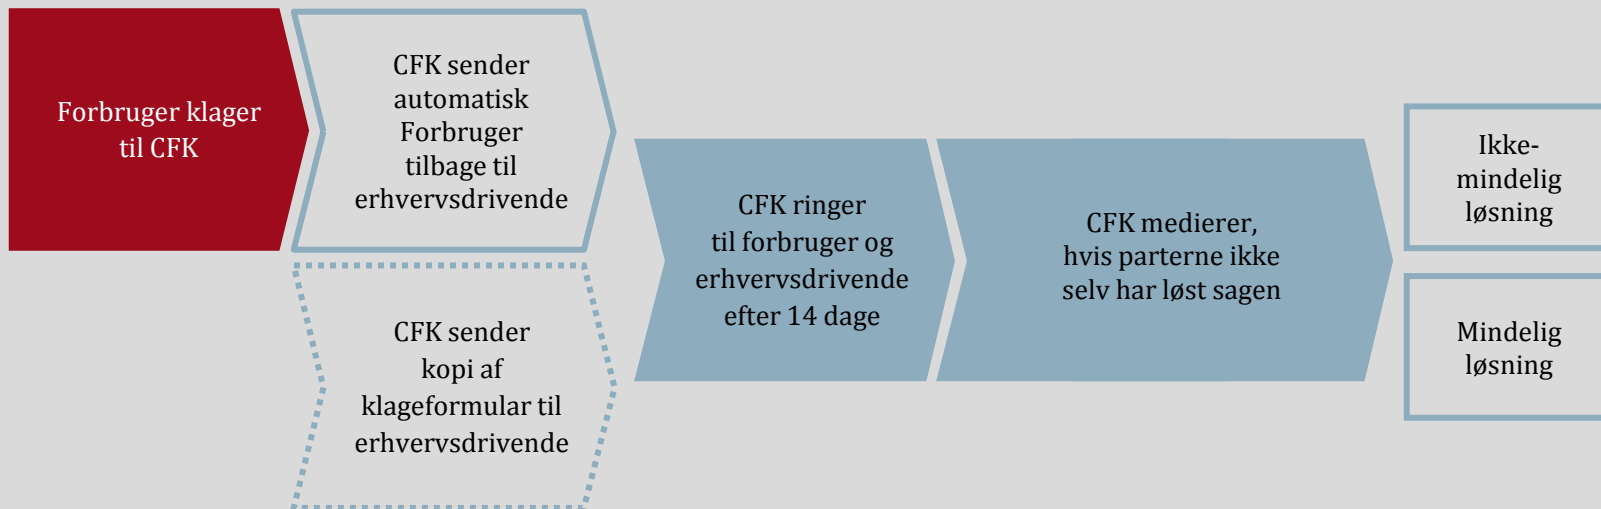 Forbruger klager
til CFK
CFK sender
automatisk
Forbruger
tilbage til
erhvervsdrivende
CFK sender
kopi af
klageformular til
erhvervsdrivende
CFK ringer
til forbruger og
erhvervsdrivende
efter 14 dage
CFK medierer,
hvis parterne ikke
selv har løst sagen
Ikke-
mindelig
løsning
Mindelig
løsning